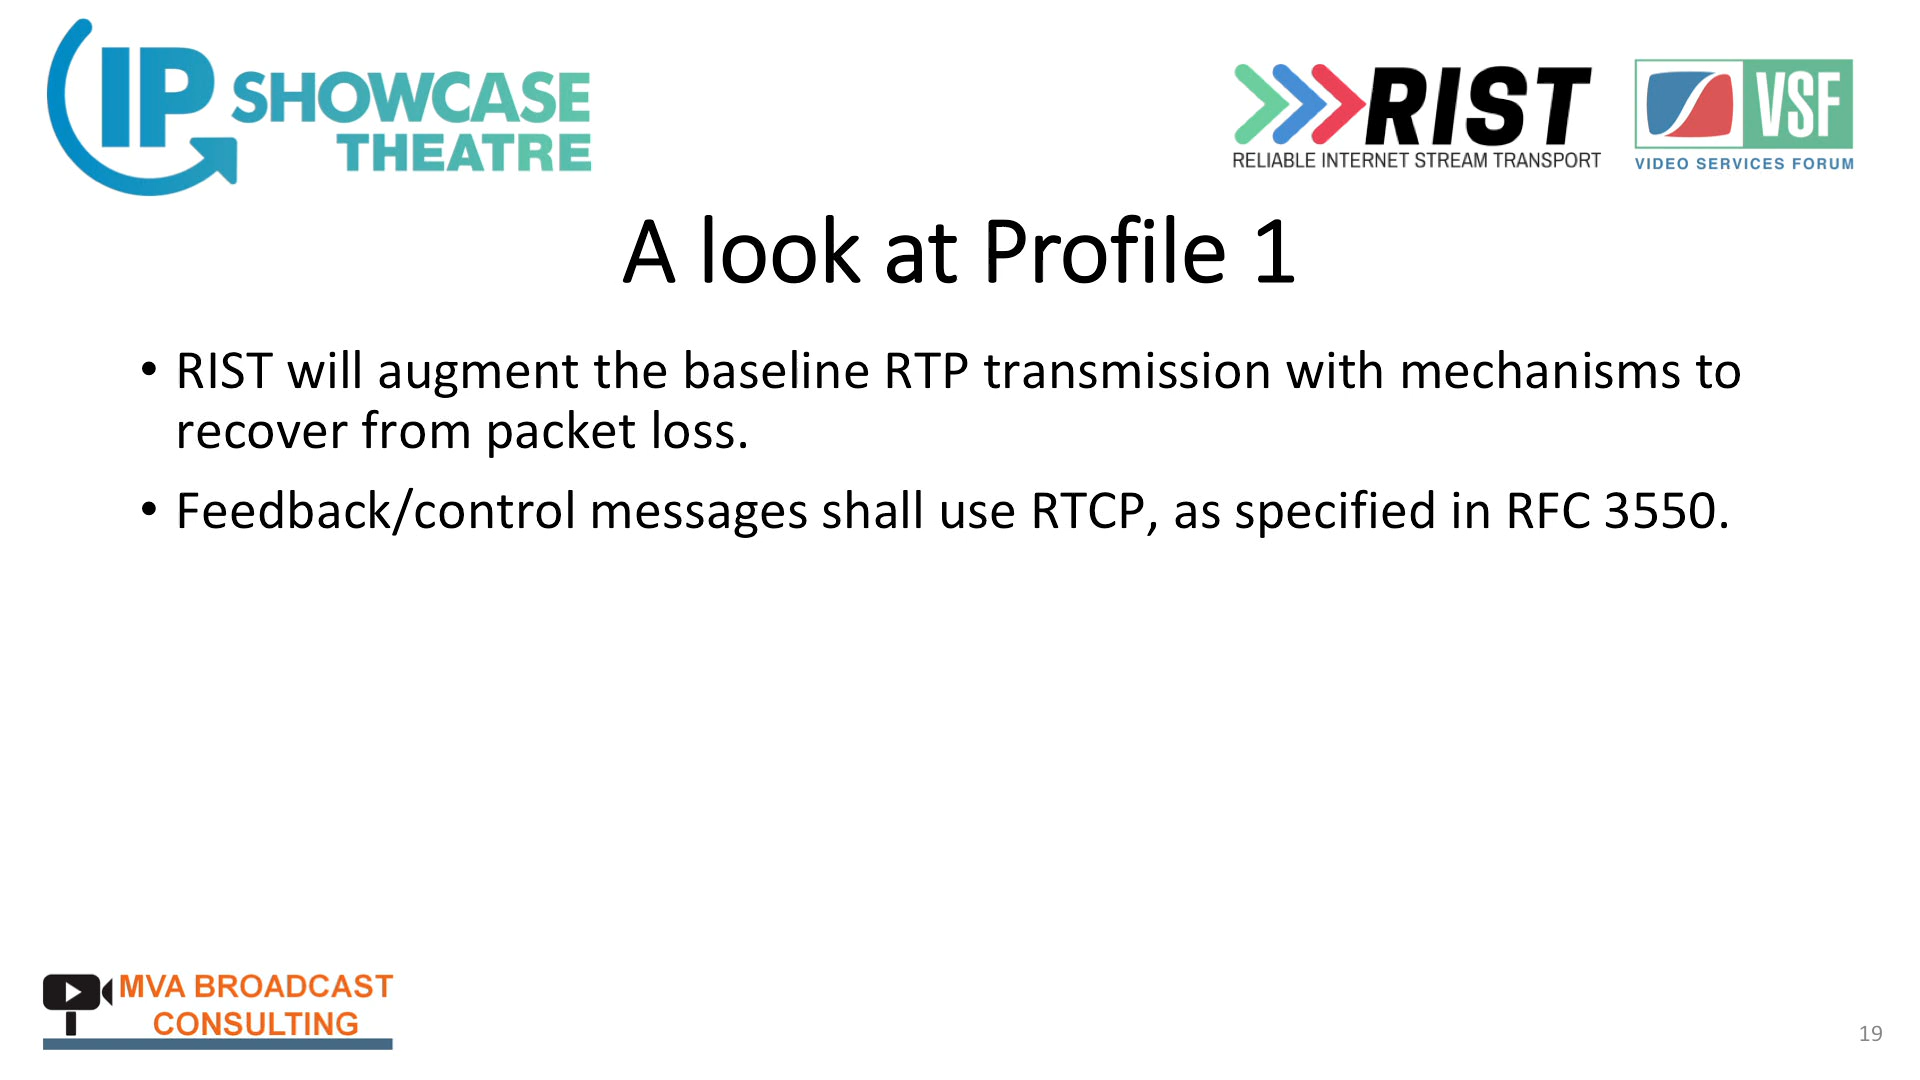 IP SHOWCASE
THEATRE
RIST
RELIABLE INTERNET STREAM TRANSPORT
VSF
VIDEO SERVICES FORUM
A look at Profile 1
• RIST will augment the baseline RTP transmission with mechanisms to
recover from packet loss.
• Feedback/control messages shall use RTCP, as specified in RFC 3550.
MVA BROADCAST
CONSULTING
19